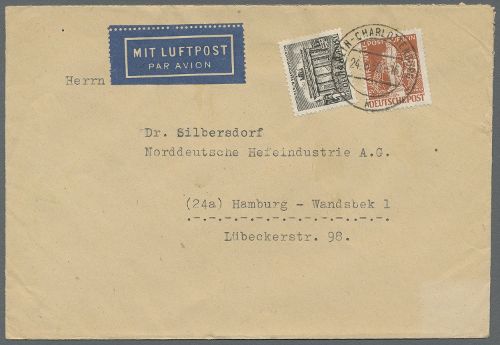 MIT LUFTPOST
PAR AVION
Herrn
Dr. Silbersdorf
Norddeutsche Hefeindustrie A.G.
(24a) Hamburg - Wandsbek 1
Lübeckerstr. 98.
DEUTSCHE POST